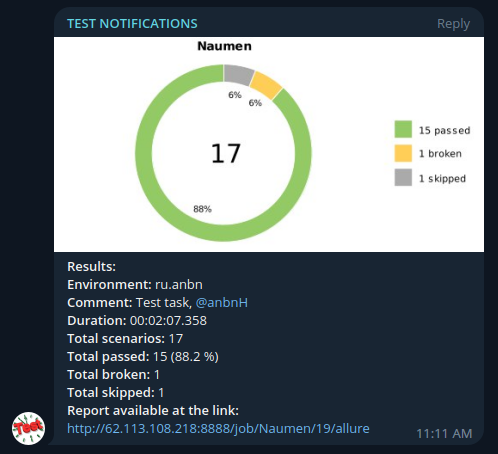 TEST NOTIFICATIONS Reply
Naumen
6%
6%
17
88%
15 passed
1 broken
1 skipped
Results:
Environment: ru.anbn
Comment: Test task, @anbnH
Duration: 00:02:07.358
Total scenarios: 17
Total passed: 15 (88.2 %)
Total broken: 1
Total skipped: 1
Report available at the link:
http://62.113.108.218:8888/job/Naumen/19/allure
Test
11:11 AM